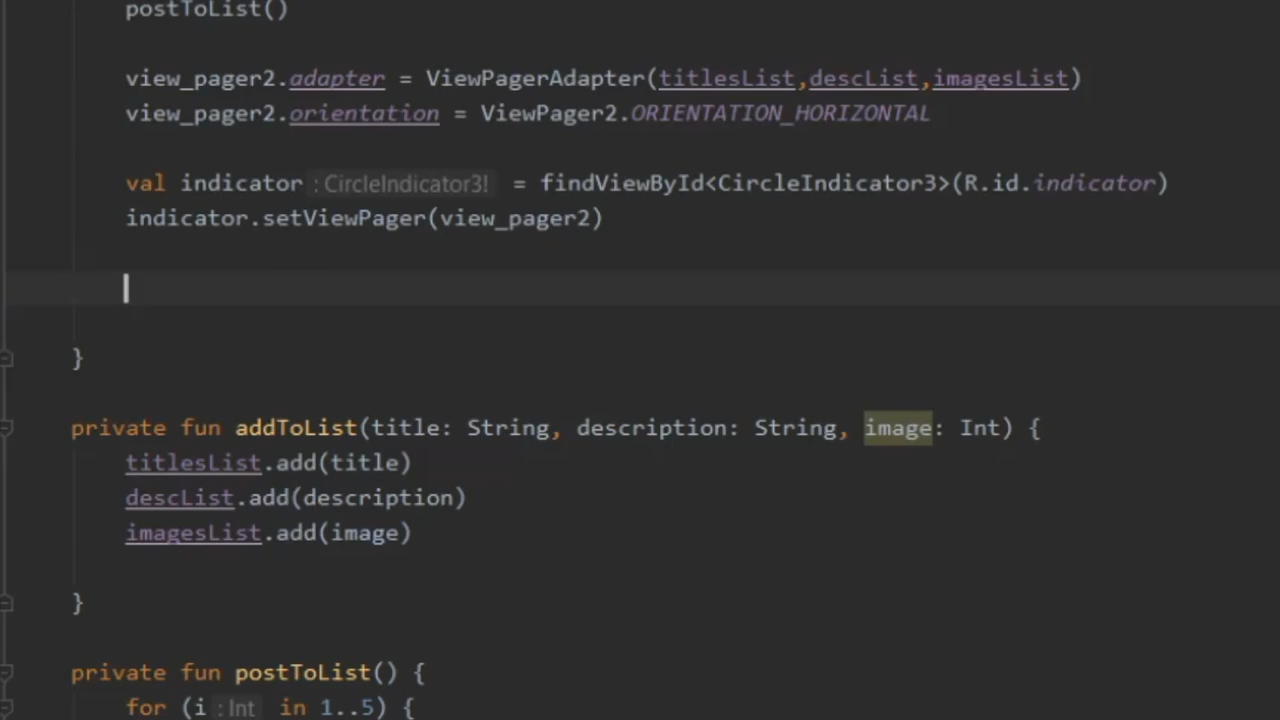 postToList()
view_pager2.adapter = ViewPagerAdapter(titlesList,descList,imagesList)
view_pager2.orientation = ViewPager2.ORIENTATION_HORIZONTAL
val indicator :CircleIndicator3! = findViewById<CircleIndicator3>(R.id.indicator)
indicator.setViewPager(view_pager2)
}
private fun addToList(title: String, description: String, image: Int) {
titlesList.add(title)
descList.add(description)
imagesList.add(image)
}
private fun postToList() {
for (i :Int in 1..5) {